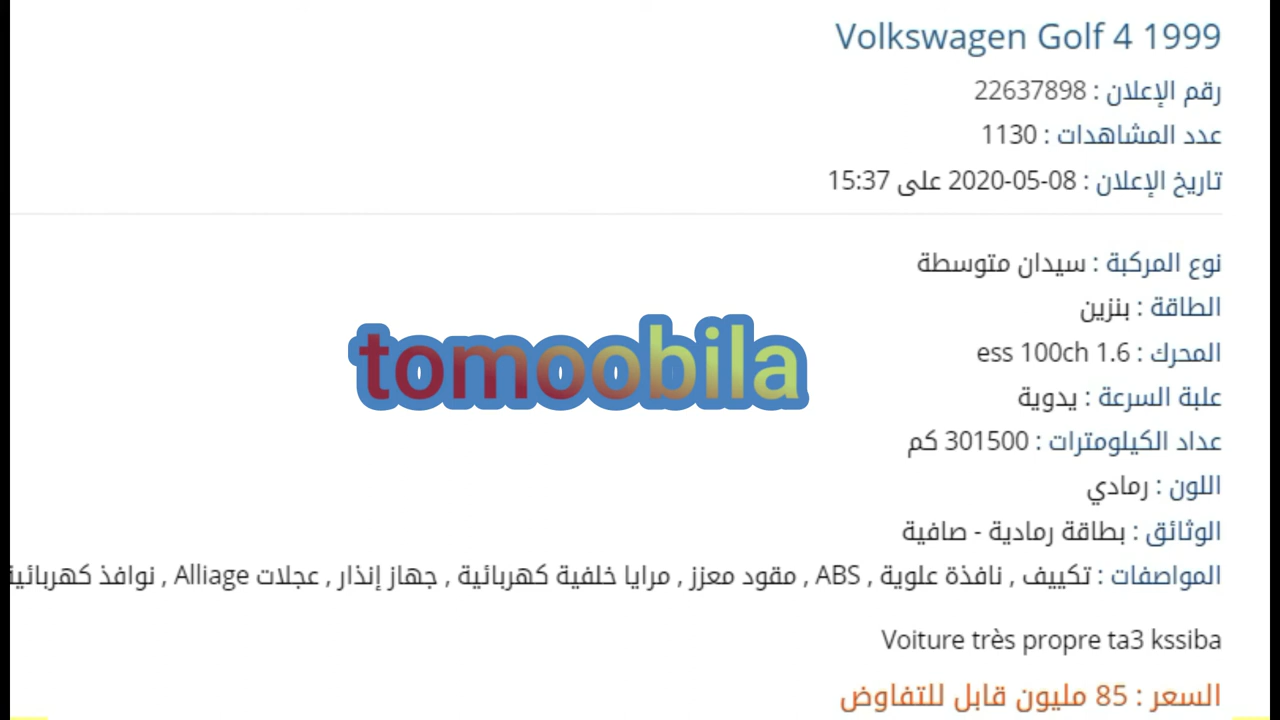 Volkswagen Golf 4 1999
رقم الإعلان : 22637898
عدد المشاهدات : 1130
تاريخ الإعلان : 08-05-2020 على 15:37
نوع المركبة : سيدان متوسطة
الطاقة : بنزين
المحرك : 1.6 ess 100ch
علبة السرعة : يدوية
عداد الكيلومترات : 301500 كم
اللون : رمادي
الوثائق : بطاقة رمادية - صافية
المواصفات : تكييف , نافذة علوية , ABS , مقود معزز , مرايا خلفية كهربائية , جهاز إنذار , عجلات Alliage , نوافذ كهربائية
Voiture très propre ta3 kssiba
السعر : 85 مليون قابل للتفاوض
tomoobila